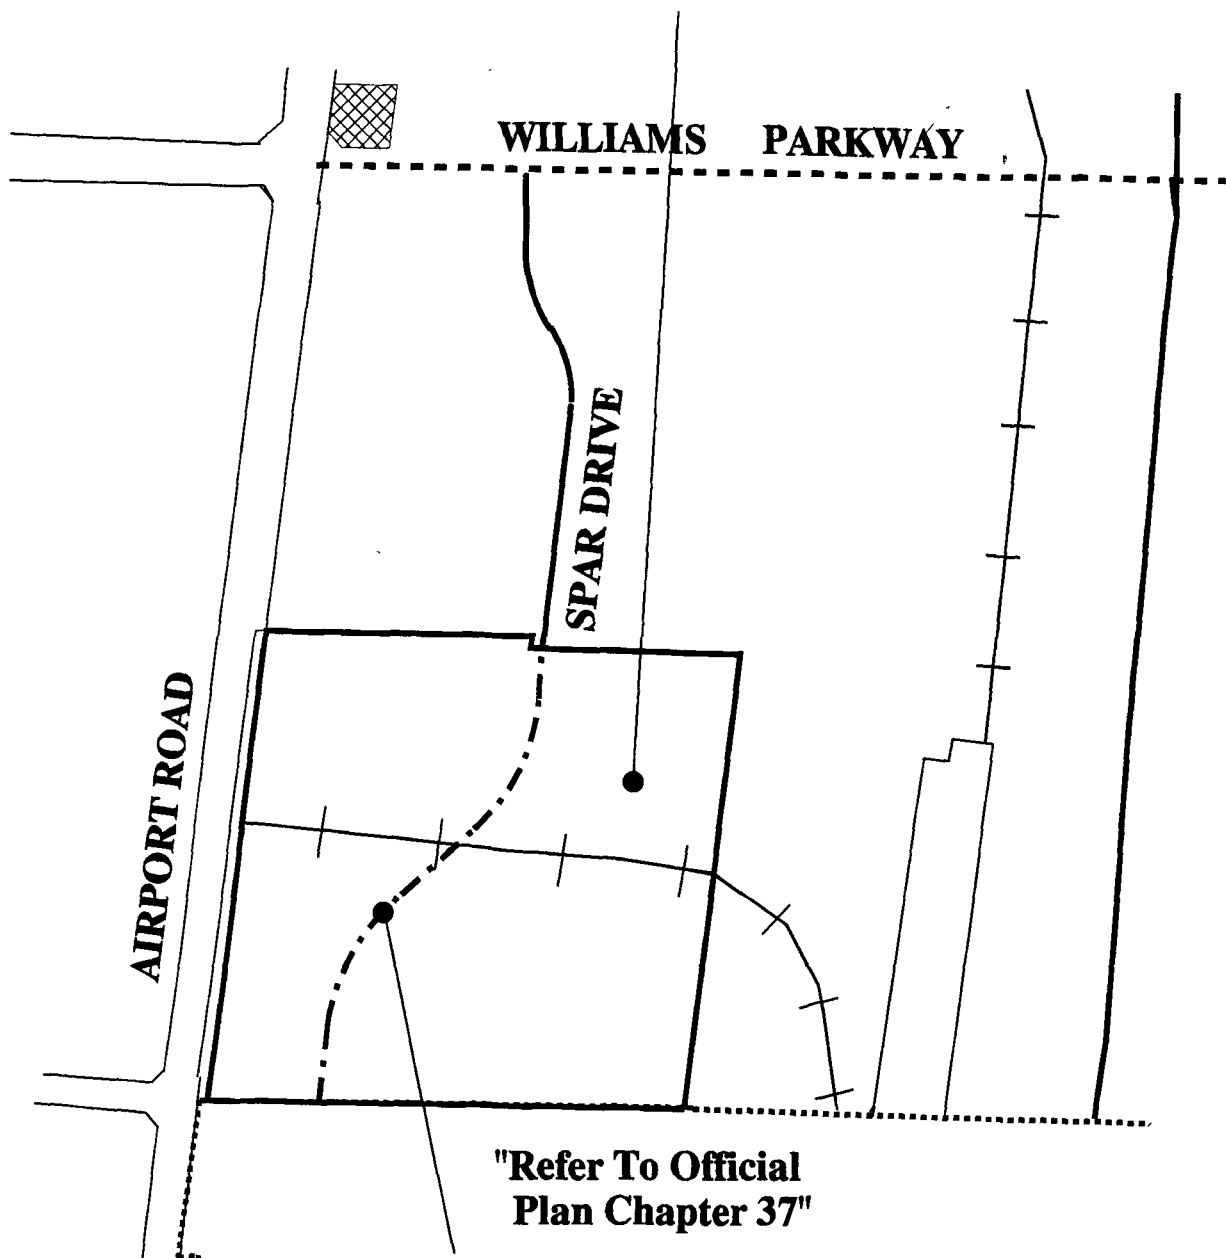 WILLIAMS PARKWAY
SPAR DRIVE
AIRPORT ROAD
"Refer To Official
Plan Chapter 37"